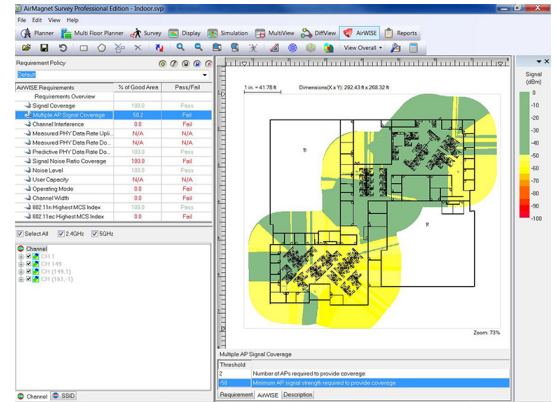 AirMagnet Survey Professional Edition - Indoor.svp
File Edit View Help
Planner Multi Floor Planner Survey Display Simulation MultiView DiffView AirWISE Reports
View Overall
Requirement Policy
Default
AirWISE Requirements % of Good Area Pass/Fail
Requirements Overview
Signal Coverage 100.0 Pass
Multiple AP Signal Coverage 58.2 Fail
Channel Interference 0.0 Fail
Measured PHY Data Rate Upli.. N/A N/A
Measured PHY Data Rate Do... N/A N/A
Predictive PHY Data Rate Do... 100.0 Pass
Signal Noise Ratio Coverage 100.0 Fail
Noise Level 100.0 Pass
User Capacity N/A N/A
Operating Mode 0.0 Fail
Channel Width 0.0 Fail
802.11n Highest MCS Index 100.0 Pass
802.11ac Highest MCS Index 0.0 Fail
Select All 2.4GHz 5GHz
Channel
CH 1
CH 149
CH (149,1)
CH (161,-1)
Channel SSID
1 in. = 41.78 ft Dimensions(X x Y): 292.43 ft x 268.32 ft
Zoom: 73%
Multiple AP Signal Coverage
Threshold
2 Number of APs required to provide coverage
-50 Minimum AP signal strength required to provide coverage
Requirement AirWISE Description
Signal
(dBm)
0
-10
-20
-30
-40
-50
-60
-70
-80
-90
-100